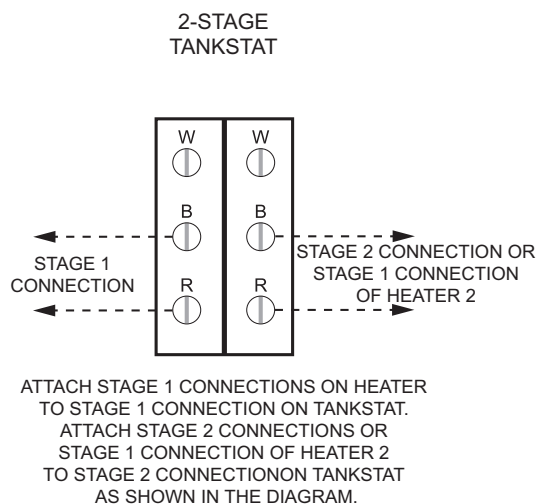 2-STAGE
TANKSTAT
W W
B B
STAGE 1
CONNECTION
STAGE 2 CONNECTION OR
STAGE 1 CONNECTION
OF HEATER 2
R R
ATTACH STAGE 1 CONNECTIONS ON HEATER
TO STAGE 1 CONNECTION ON TANKSTAT.
ATTACH STAGE 2 CONNECTIONS OR
STAGE 1 CONNECTION OF HEATER 2
TO STAGE 2 CONNECTIONON TANKSTAT
AS SHOWN IN THE DIAGRAM.